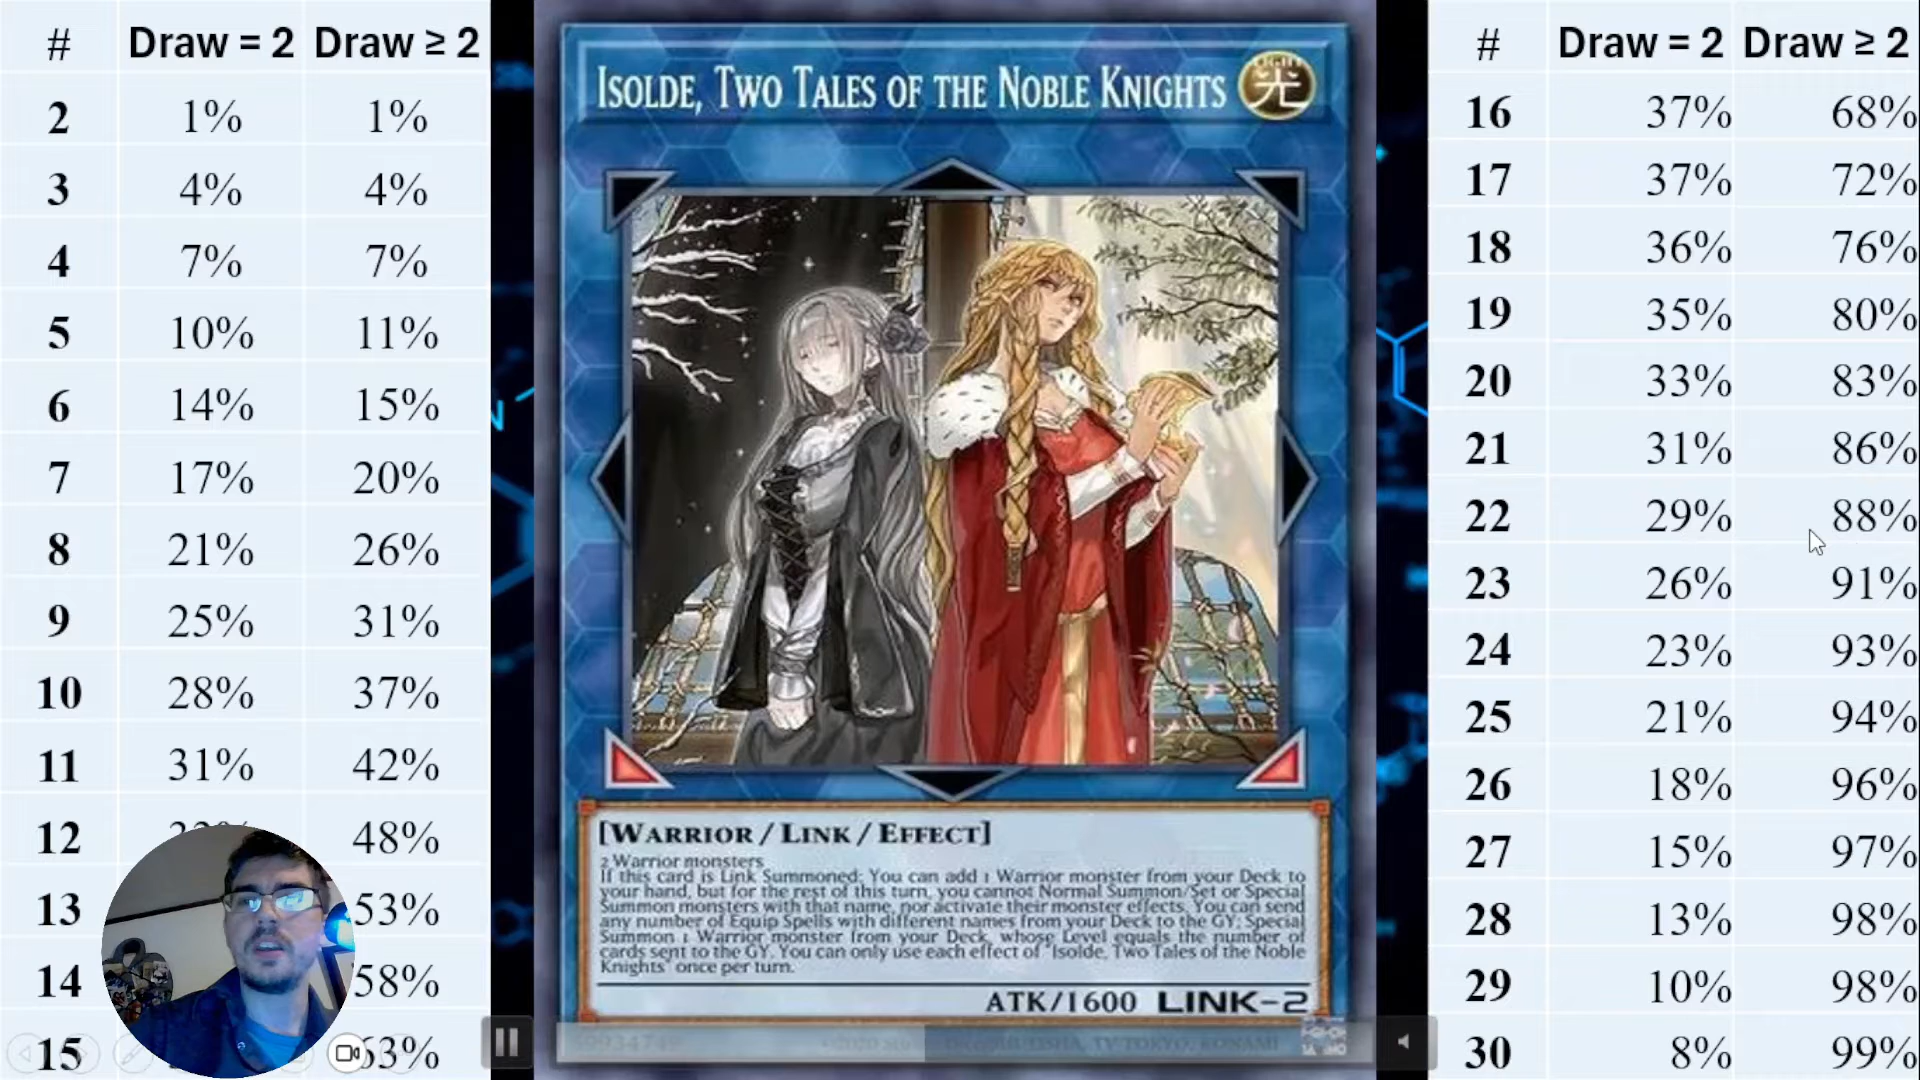 # Draw = 2 Draw ≥ 2
2 1% 1%
3 4% 4%
4 7% 7%
5 10% 11%
6 14% 15%
7 17% 20%
8 21% 26%
9 25% 31%
10 28% 37%
11 31% 42%
12 48%
13 53%
14 58%
15 63%
ISOLDE, TWO TALES OF THE NOBLE KNIGHTS 光
[WARRIOR / LINK / EFFECT]
2 Warrior monsters
If this card is Link Summoned: You can add 1 Warrior monster from your Deck to
your hand, but for the rest of this turn, you cannot Normal Summon/Set or Special
Summon monsters with that name, nor activate their monster effects. You can send
any number of Equip Spells with different names from your Deck to the GY; Special
Summon 1 Warrior monster from your Deck, whose Level equals the number of
cards sent to the GY. You can only use each effect of "Isolde, Two Tales of the Noble
Knights" once per turn.
ATK/1600 LINK-2
# Draw = 2 Draw ≥ 2
16 37% 68%
17 37% 72%
18 36% 76%
19 35% 80%
20 33% 83%
21 31% 86%
22 29% 88%
23 26% 91%
24 23% 93%
25 21% 94%
26 18% 96%
27 15% 97%
28 13% 98%
29 10% 98%
30 8% 99%